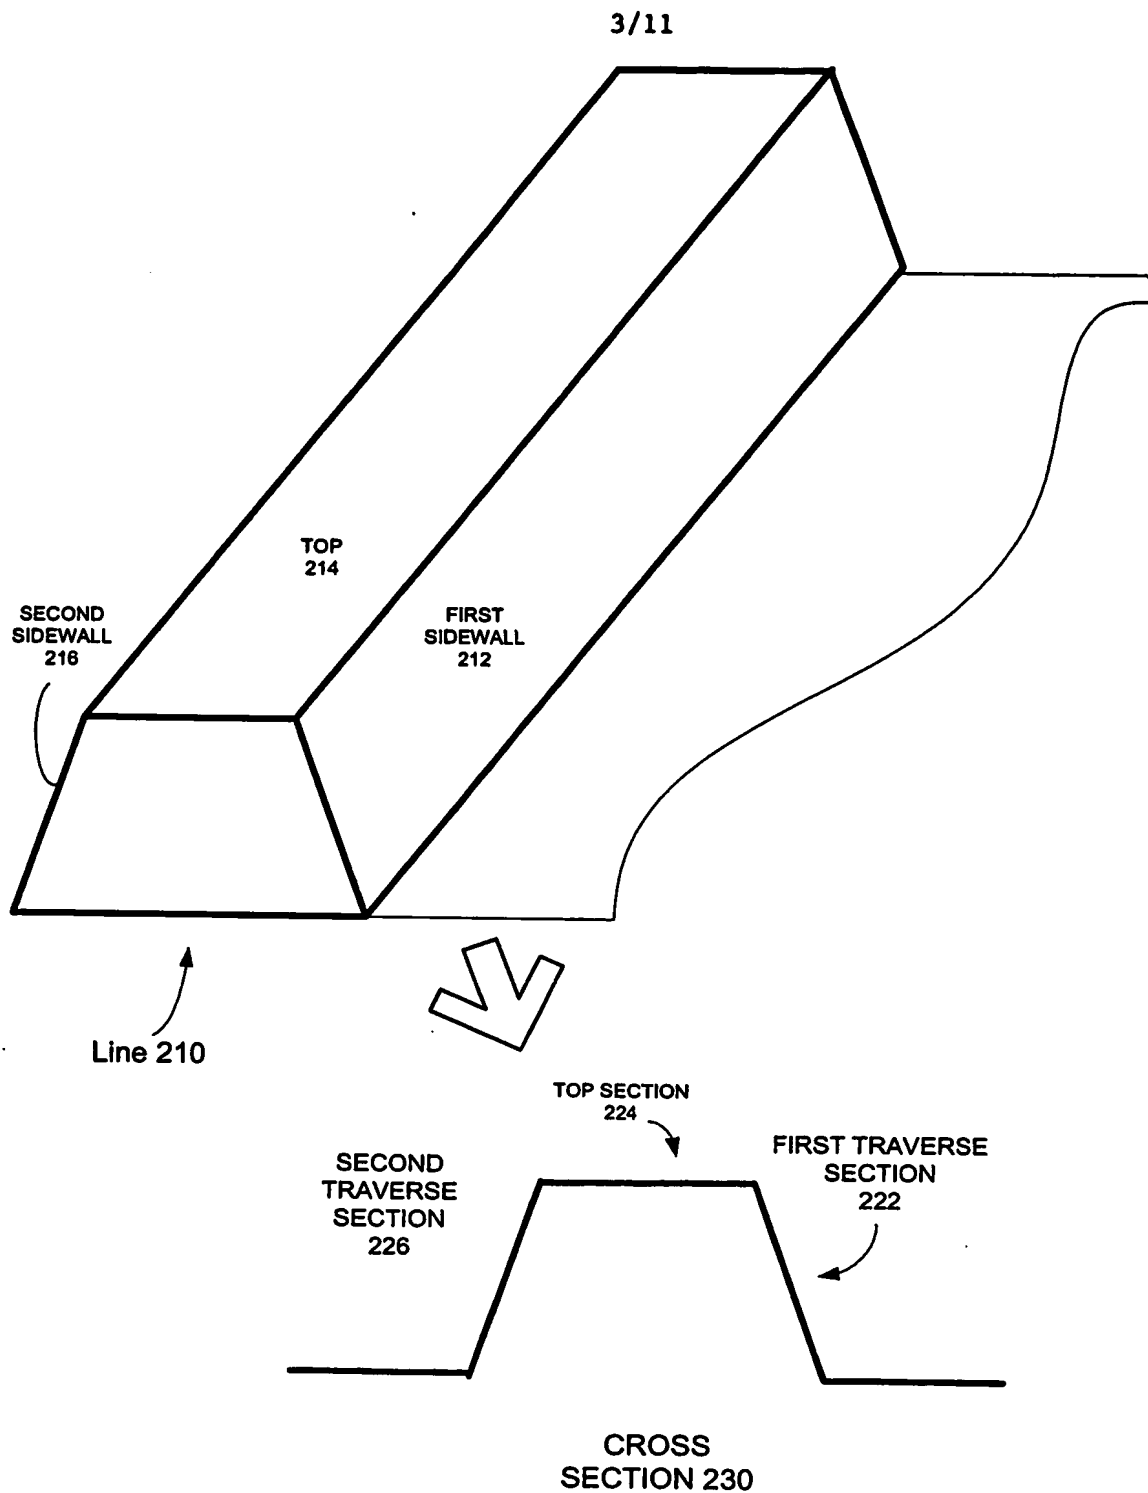 3/11
TOP
214
SECOND
SIDEWALL
216
FIRST
SIDEWALL
212
Line 210
TOP SECTION
224
FIRST TRAVERSE
SECTION
222
SECOND
TRAVERSE
SECTION
226
CROSS
SECTION 230